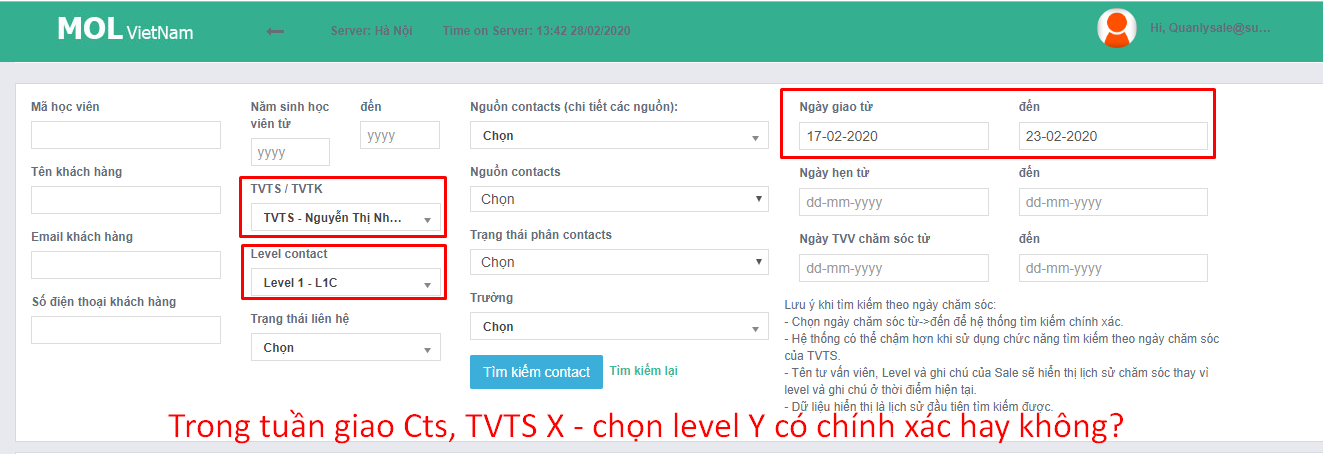 MOL VietNam
Server: Hà Nội Time on Server: 13:42 28/02/2020
Hi, Quanlysale@su...
Mã học viên
Tên khách hàng
Email khách hàng
Số điện thoại khách hàng
Năm sinh học
viên từ
đến
yyyy
yyyy
TVTS / TVTK
TVTS - Nguyễn Thị Nh...
Level contact
Level 1 - L1C
Trạng thái liên hệ
Chọn
Nguồn contacts (chi tiết các nguồn):
Chọn
Nguồn contacts
Chọn
Trạng thái phân contacts
Chọn
Trường
Chọn
Tìm kiếm contact Tìm kiếm lại
Ngày giao từ đến
17-02-2020 23-02-2020
Ngày hẹn từ đến
dd-mm-yyyy dd-mm-yyyy
Ngày TVV chăm sóc từ đến
dd-mm-yyyy dd-mm-yyyy
Lưu ý khi tìm kiếm theo ngày chăm sóc:
- Chọn ngày chăm sóc từ->đến để hệ thống tìm kiếm chính xác.
- Hệ thống có thể chậm hơn khi sử dụng chức năng tìm kiếm theo ngày chăm sóc
của TVTS.
- Tên tư vấn viên, Level và ghi chú của Sale sẽ hiển thị lịch sử chăm sóc thay vì
level và ghi chú ở thời điểm hiện tại.
- Dữ liệu hiển thị là lịch sử đầu tiên tìm kiếm được.
Trong tuần giao Cts, TVTS X - chọn level Y có chính xác hay không?